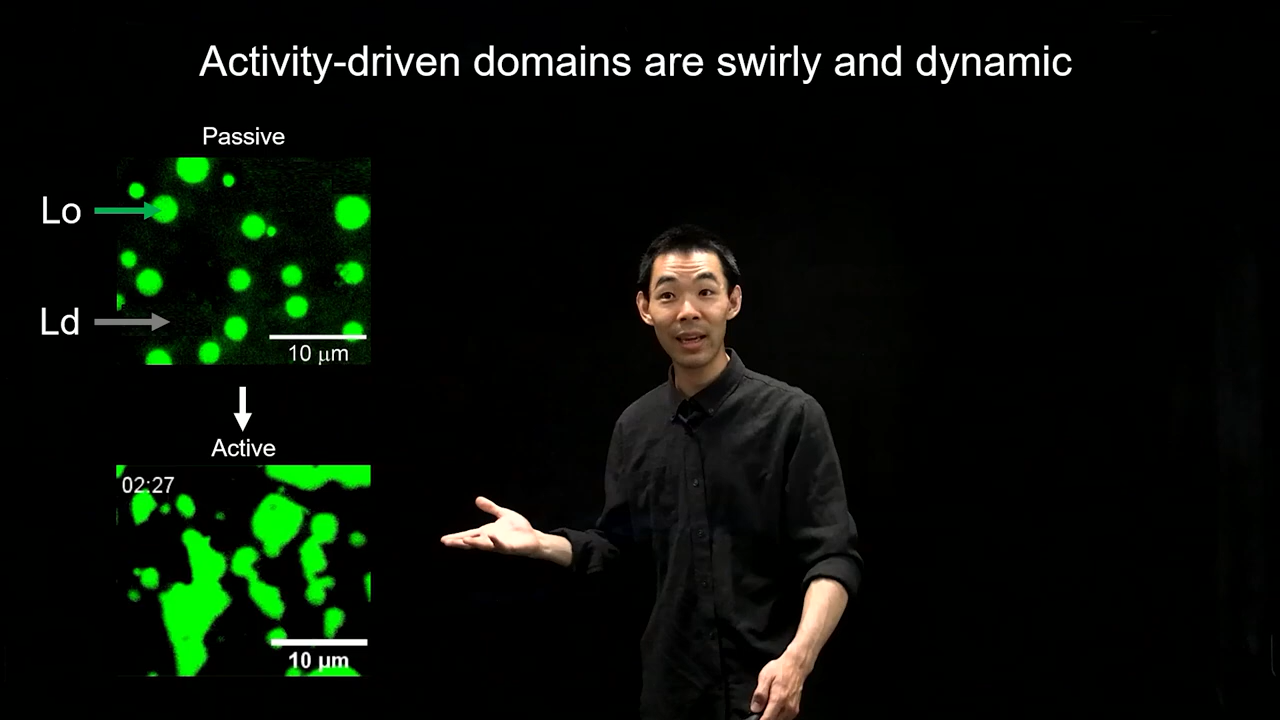 Activity-driven domains are swirly and dynamic
Passive
Lo
Ld
10 μm
Active
02:27
10 μm